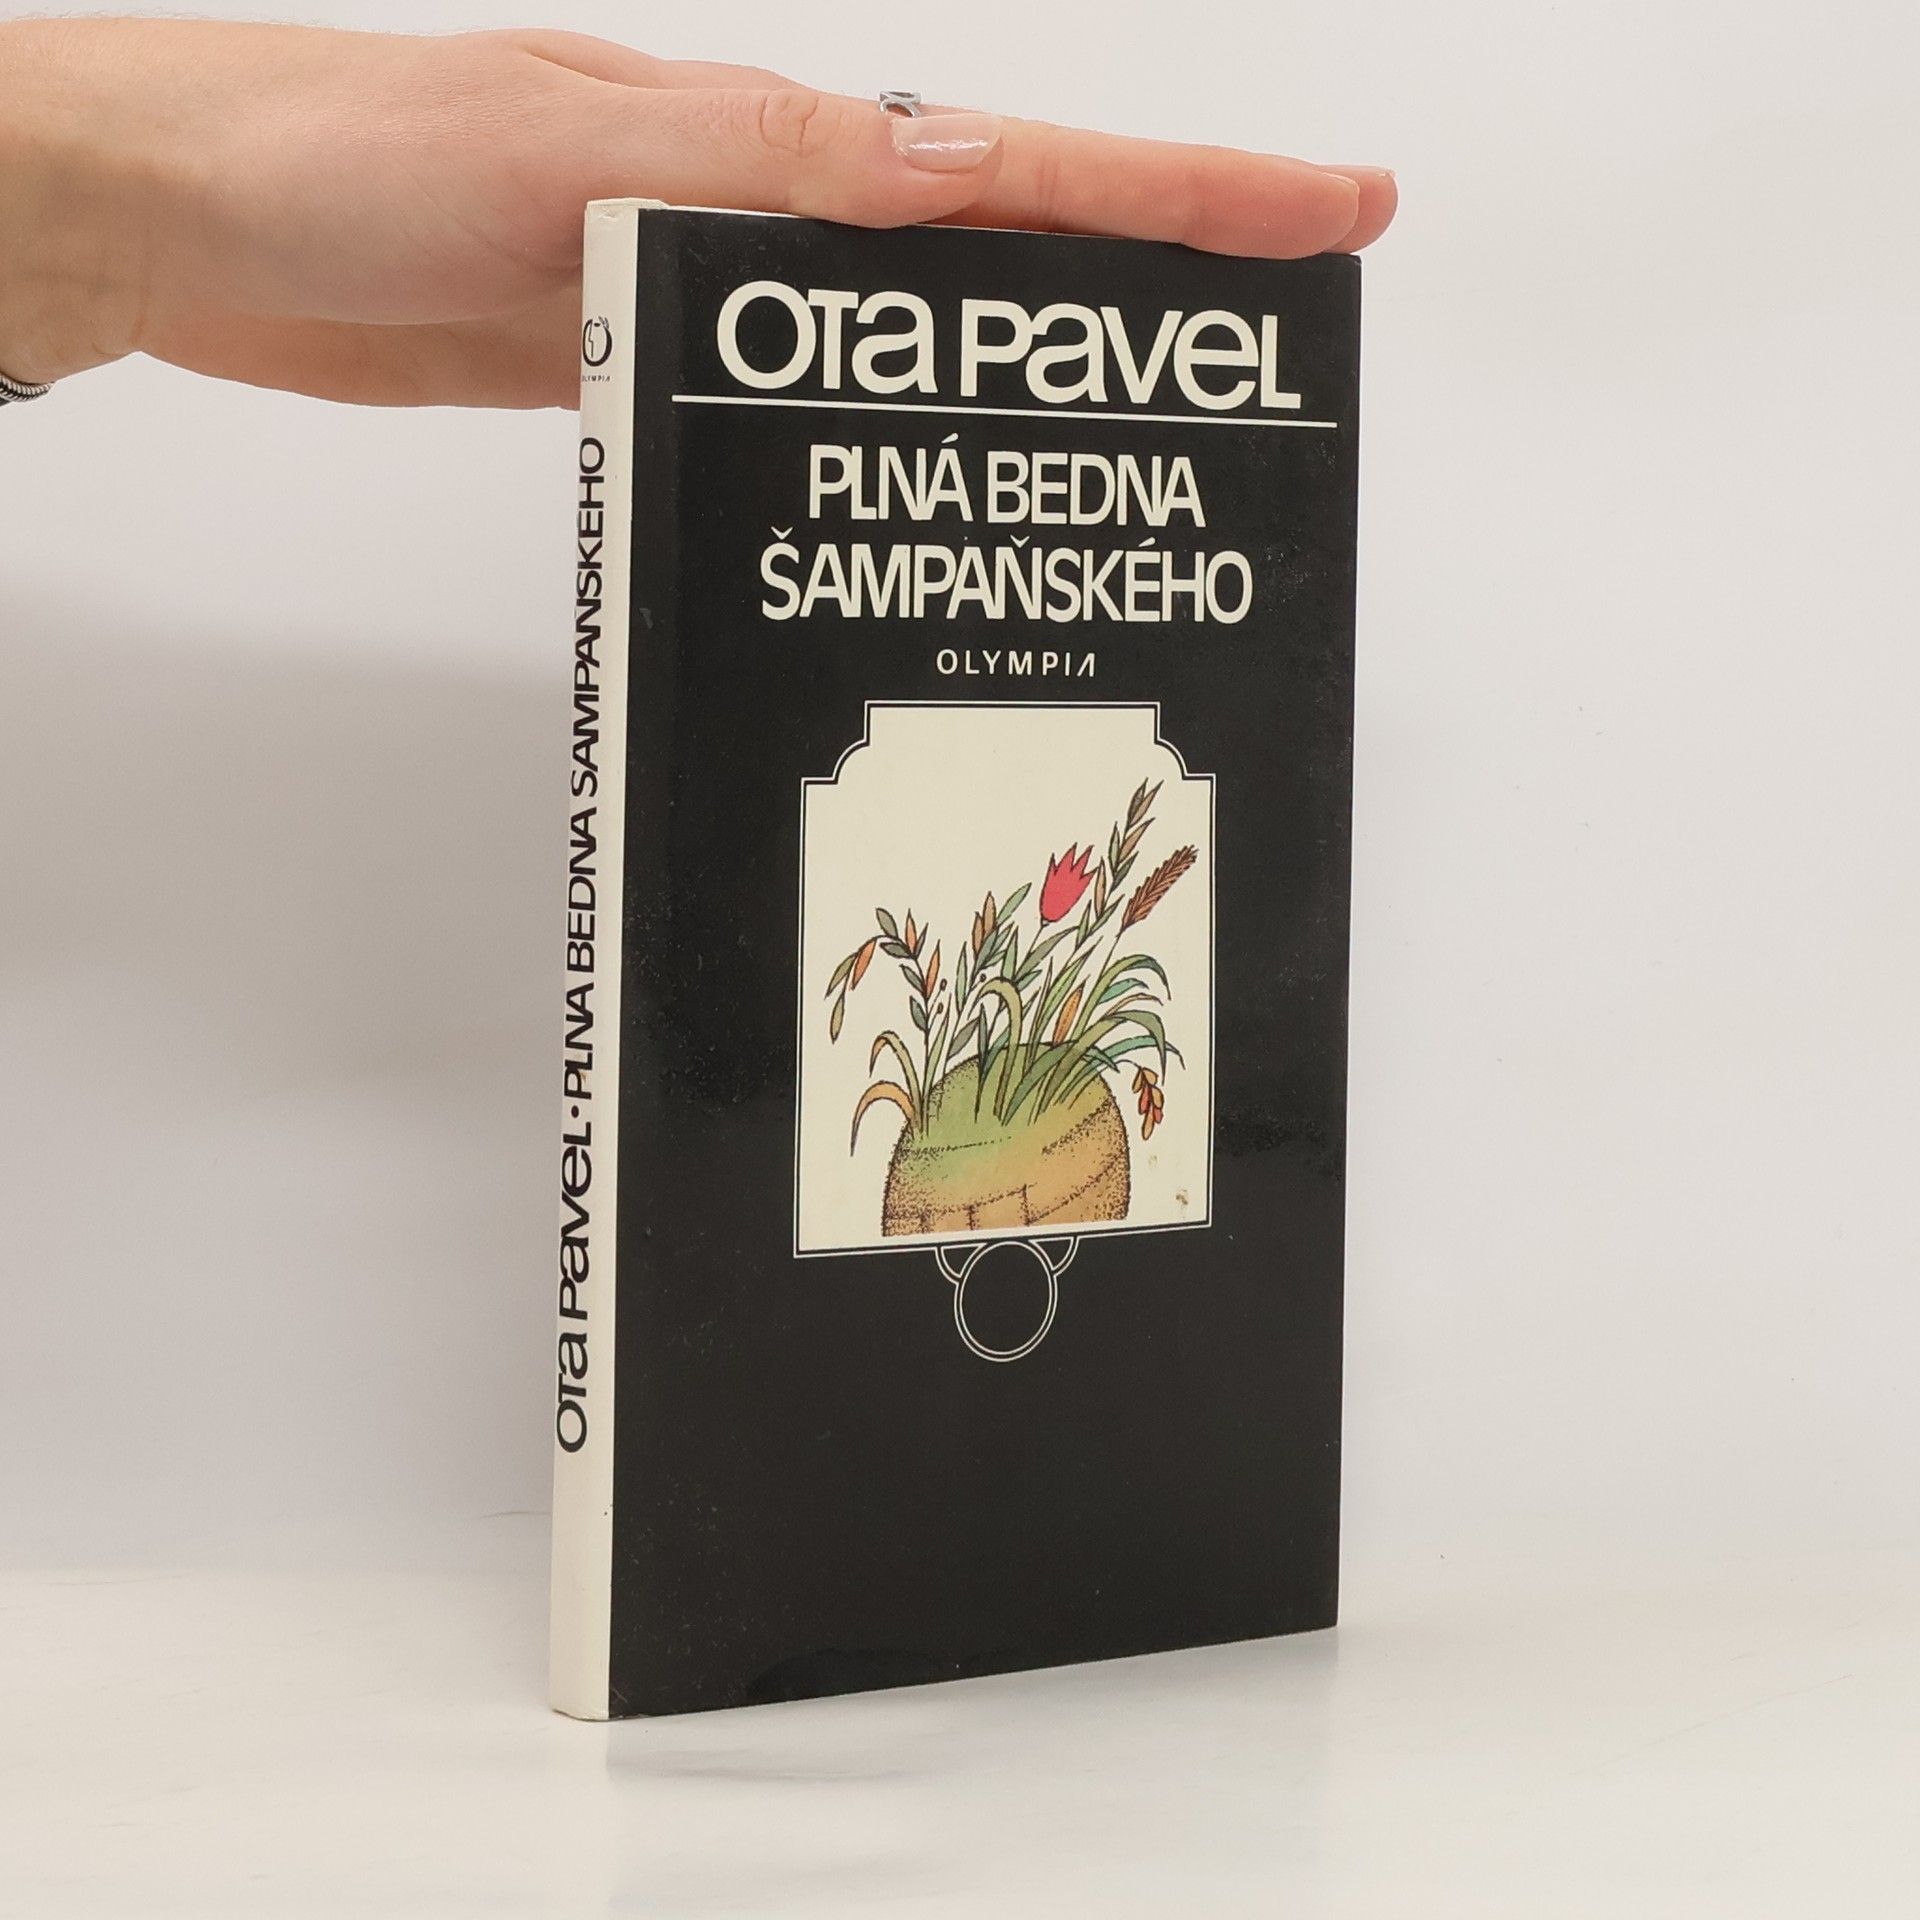 OTa PaVeL
PLNÁ BEDNA
ŠAMPAŇSKÉHO
OLYMPIA
OLYMPIA
OTa PaVeL • PLNÁ BEDNA ŠAMPAŇSKÉHO